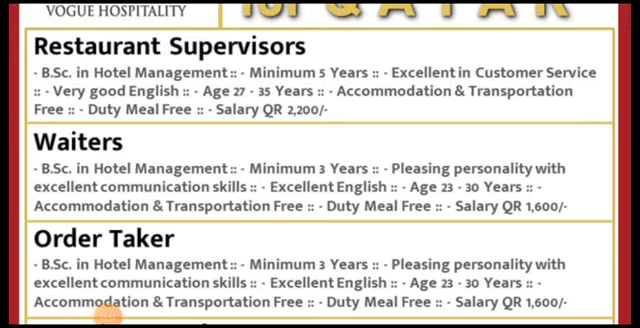 VOGUE HOSPITALITY
for QATAR
Restaurant Supervisors
- B.Sc. in Hotel Management :: - Minimum 5 Years :: - Excellent in Customer Service
:: - Very good English :: - Age 27 - 35 Years :: - Accommodation & Transportation
Free :: - Duty Meal Free :: - Salary QR 2,200/-
Waiters
- B.Sc. in Hotel Management :: - Minimum 3 Years :: - Pleasing personality with
excellent communication skills :: - Excellent English :: - Age 23 - 30 Years :: -
Accommodation & Transportation Free :: - Duty Meal Free :: - Salary QR 1,600/-
Order Taker
- B.Sc. in Hotel Management :: - Minimum 3 Years :: - Pleasing personality with
excellent communication skills :: - Excellent English :: - Age 23 - 30 Years :: -
Accommodation & Transportation Free :: - Duty Meal Free :: - Salary QR 1,600/-